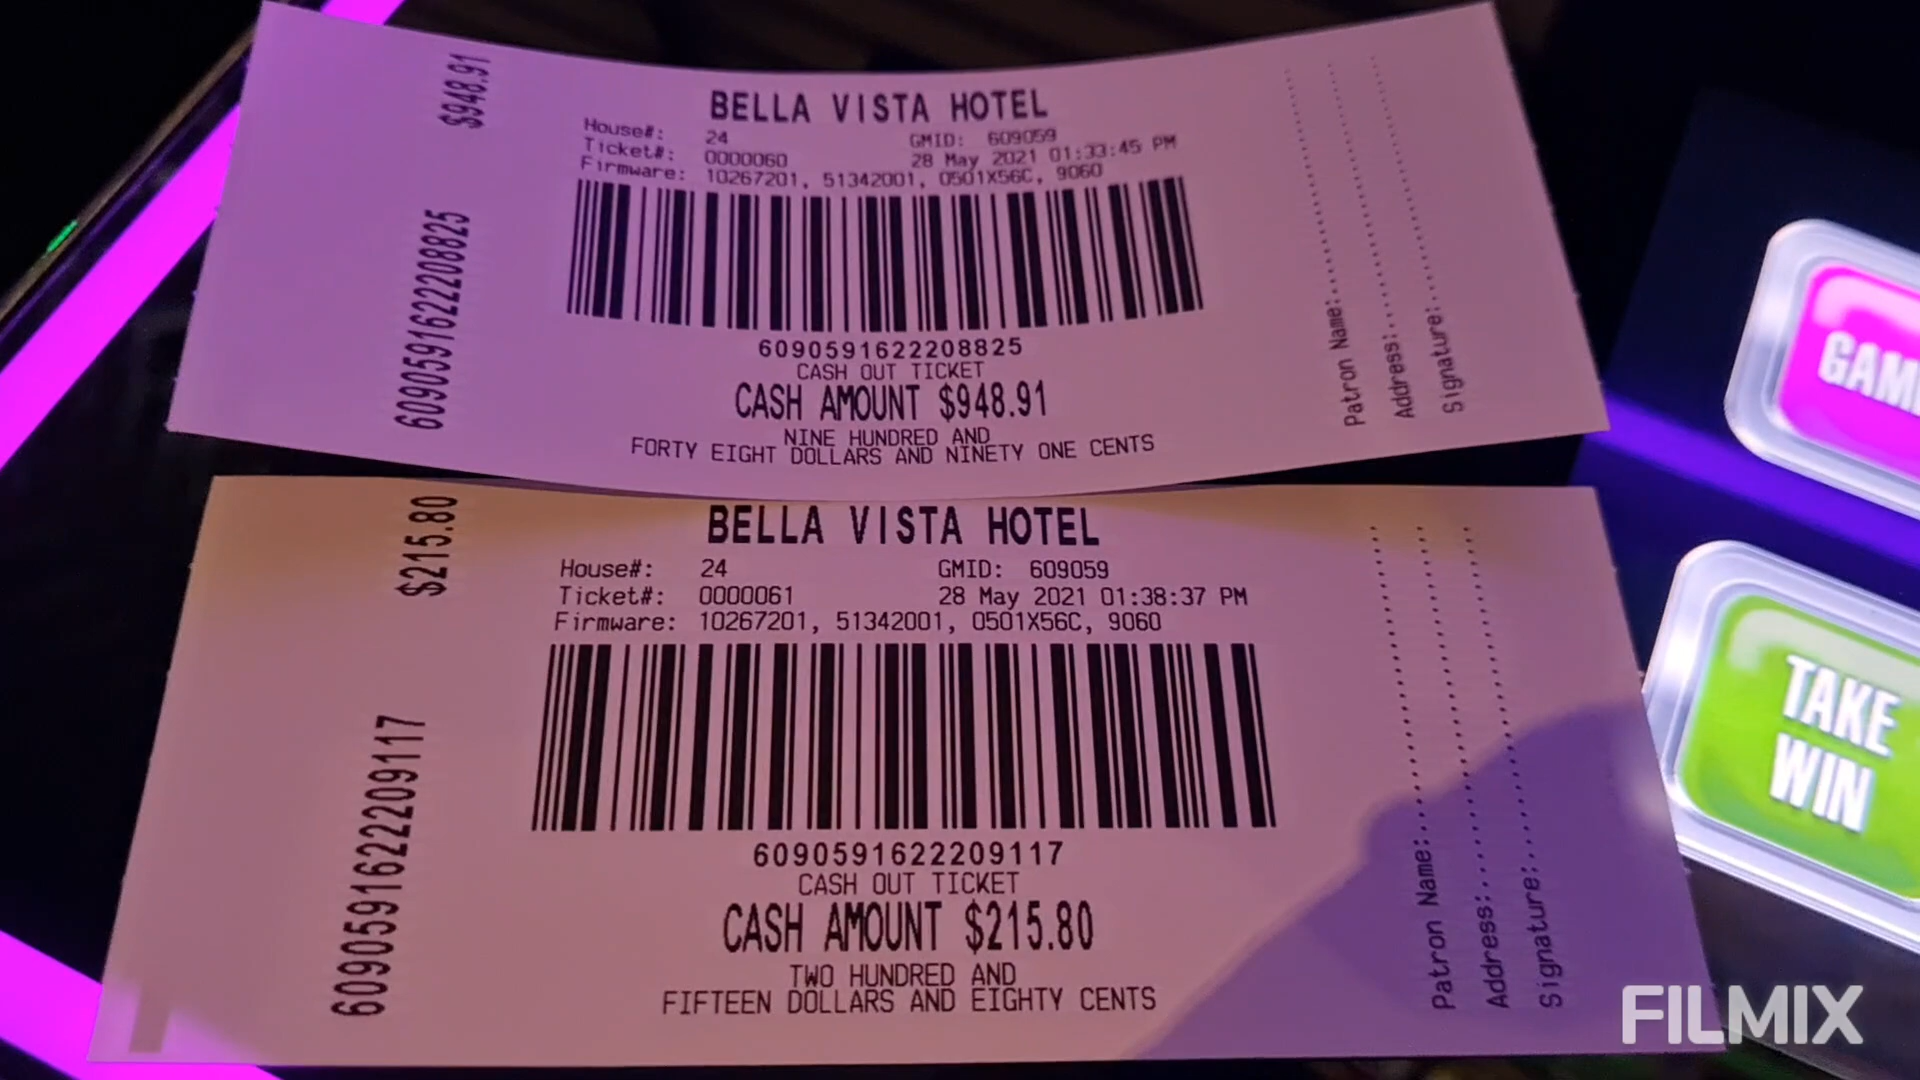 $948.91
6090591622208825
BELLA VISTA HOTEL
House#: 24 GMID: 609059
Ticket#: 0000060 28 May 2021 01:33:45 PM
Firmware: 10267201, 51342001, 0501X56C, 9060
6090591622208825
CASH OUT TICKET
CASH AMOUNT $948.91
NINE HUNDRED AND
FORTY EIGHT DOLLARS AND NINETY ONE CENTS
Patron Name:
Address:
Signature:
$215.80
6090591622209117
BELLA VISTA HOTEL
House#: 24 GMID: 609059
Ticket#: 0000061 28 May 2021 01:38:37 PM
Firmware: 10267201, 51342001, 0501X56C, 9060
6090591622209117
CASH OUT TICKET
CASH AMOUNT $215.80
TWO HUNDRED AND
FIFTEEN DOLLARS AND EIGHTY CENTS
Patron Name:
Address:
Signature:
GAM
TAKE
WIN
FILMIX